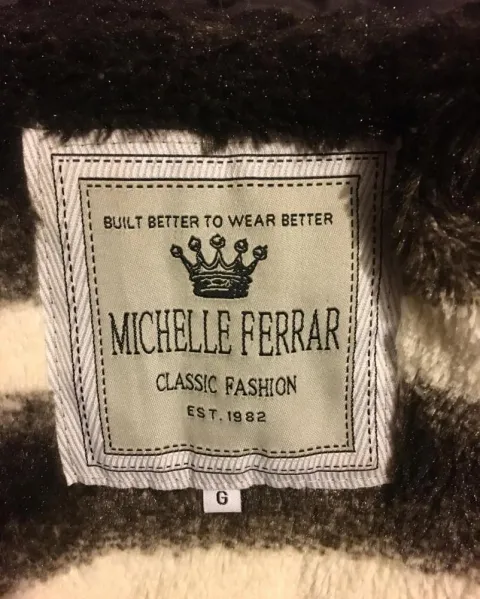 BUILT BETTER TO WEAR BETTER
MICHELLE FERRAR
CLASSIC FASHION
EST. 1982
G